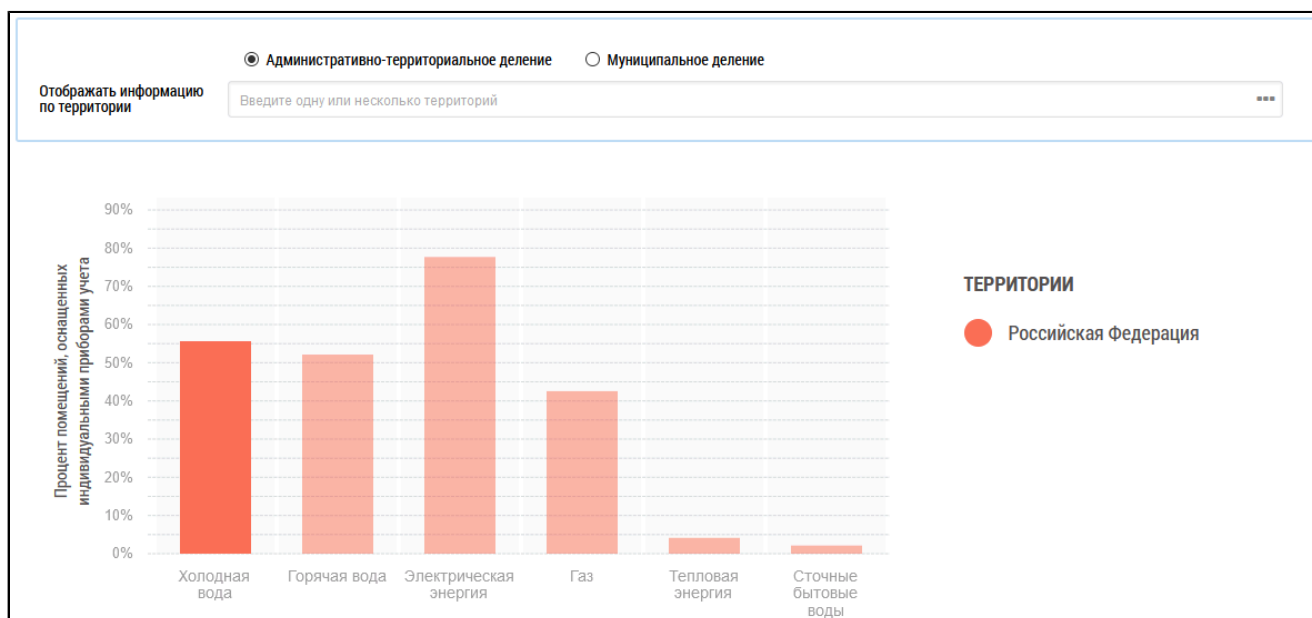 Административно-территориальное деление
Муниципальное деление
Отображать информацию
по территории
Введите одну или несколько территорий
90%
80%
70%
60%
50%
40%
30%
20%
10%
0%
Процент помещений, оснащенных
индивидуальными приборами учета
Холодная
вода
Горячая вода
Электрическая
энергия
Газ
Тепловая
энергия
Сточные
бытовые
воды
ТЕРРИТОРИИ
Российская Федерация